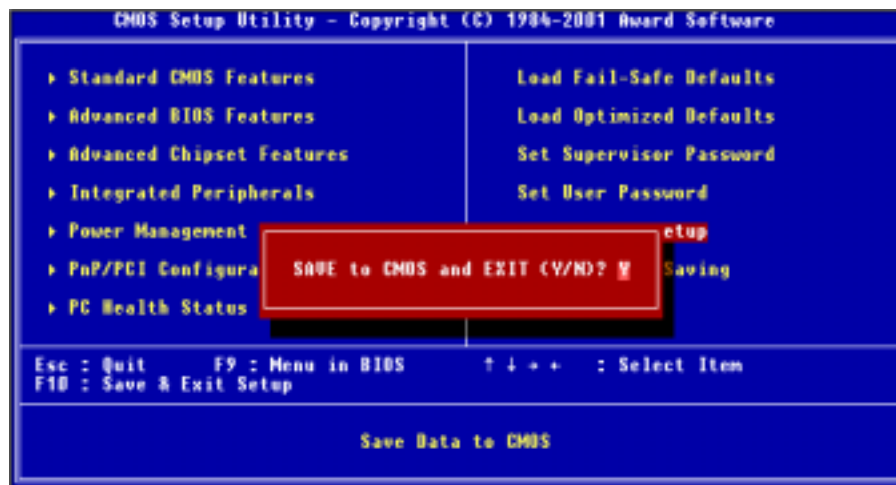 CMOS Setup Utility - Copyright (C) 1984-2001 Award Software
▸ Standard CMOS Features
▸ Advanced BIOS Features
▸ Advanced Chipset Features
▸ Integrated Peripherals
▸ Power Management
▸ PnP/PCI Configura
▸ PC Health Status
Load Fail-Safe Defaults
Load Optimized Defaults
Set Supervisor Password
Set User Password
etup
Saving
SAVE to CMOS and EXIT (Y/N)? Y
Esc : Quit F9 : Menu in BIOS ↑ ↓ → ← : Select Item
F10 : Save & Exit Setup
Save Data to CMOS